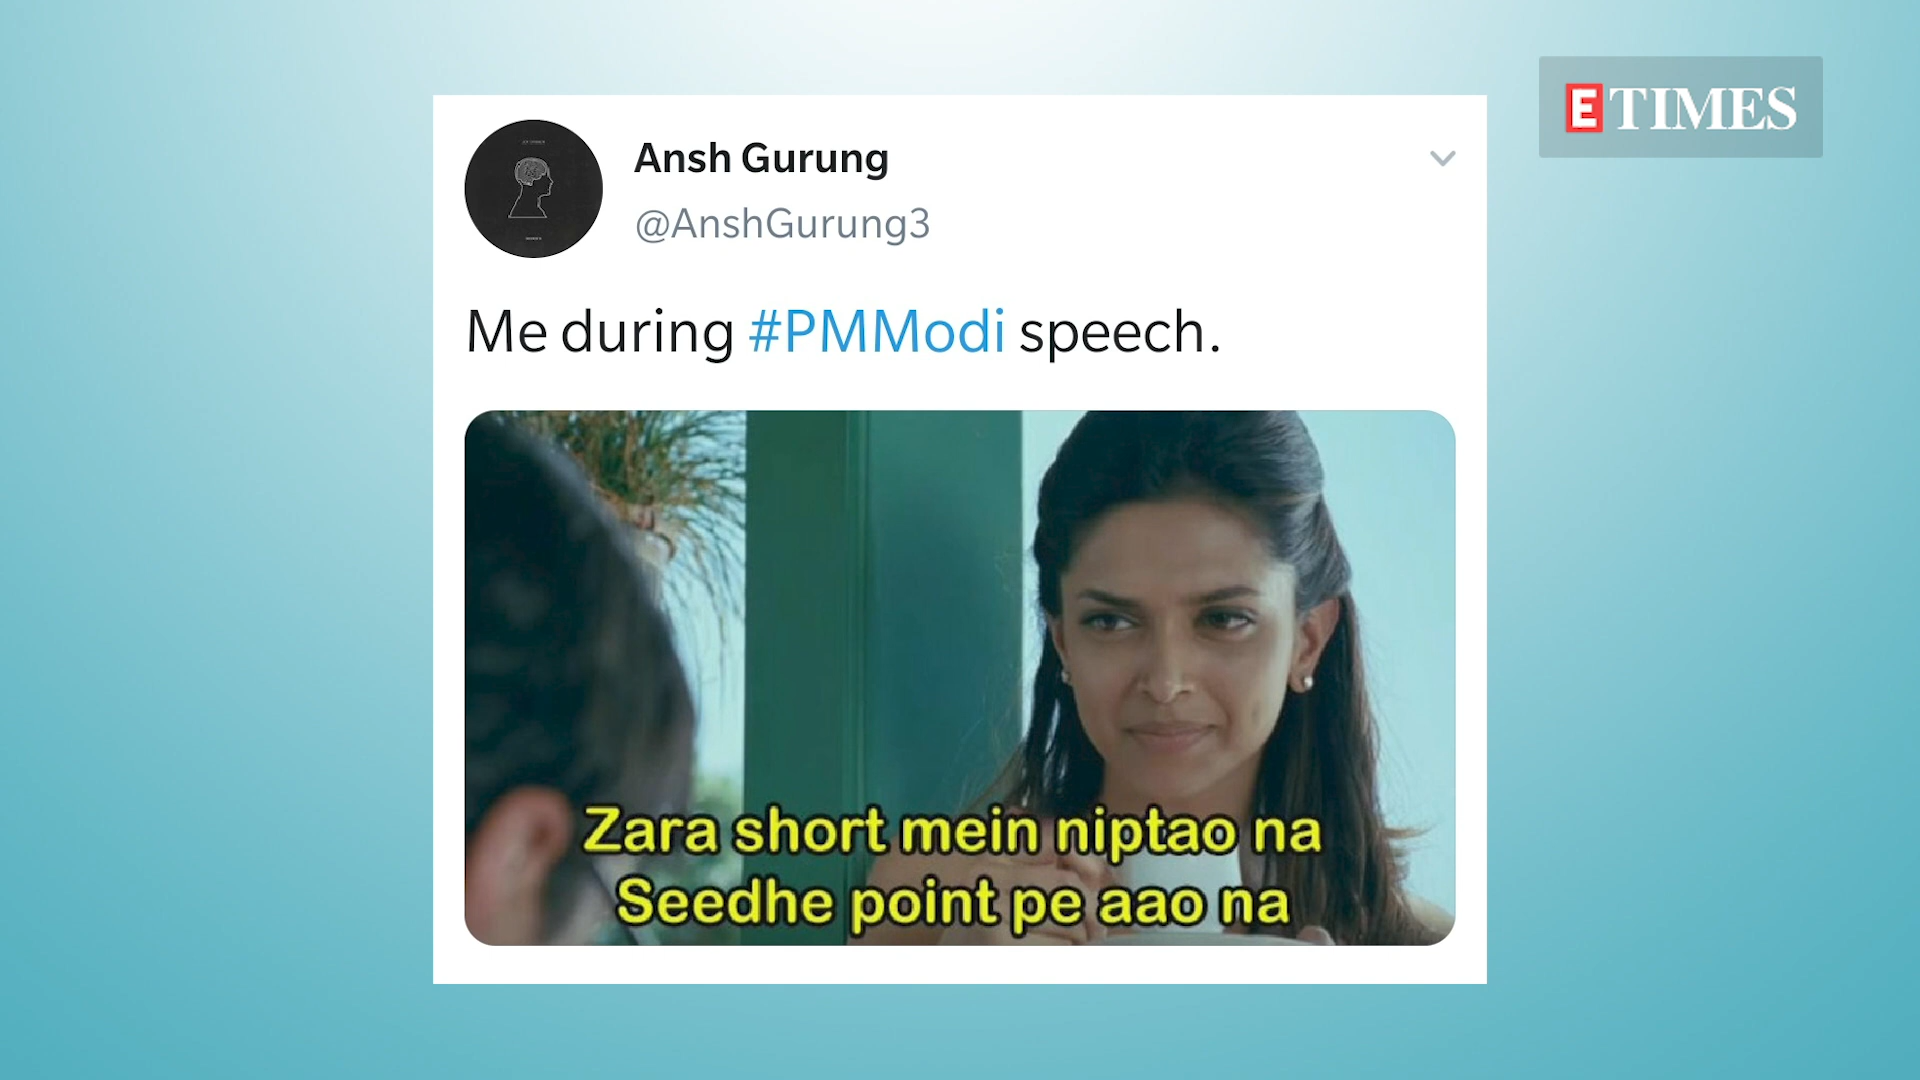 ETIMES
Ansh Gurung
@AnshGurung3
Me during #PMModi speech.
Zara short mein niptao na
Seedhe point pe aao na